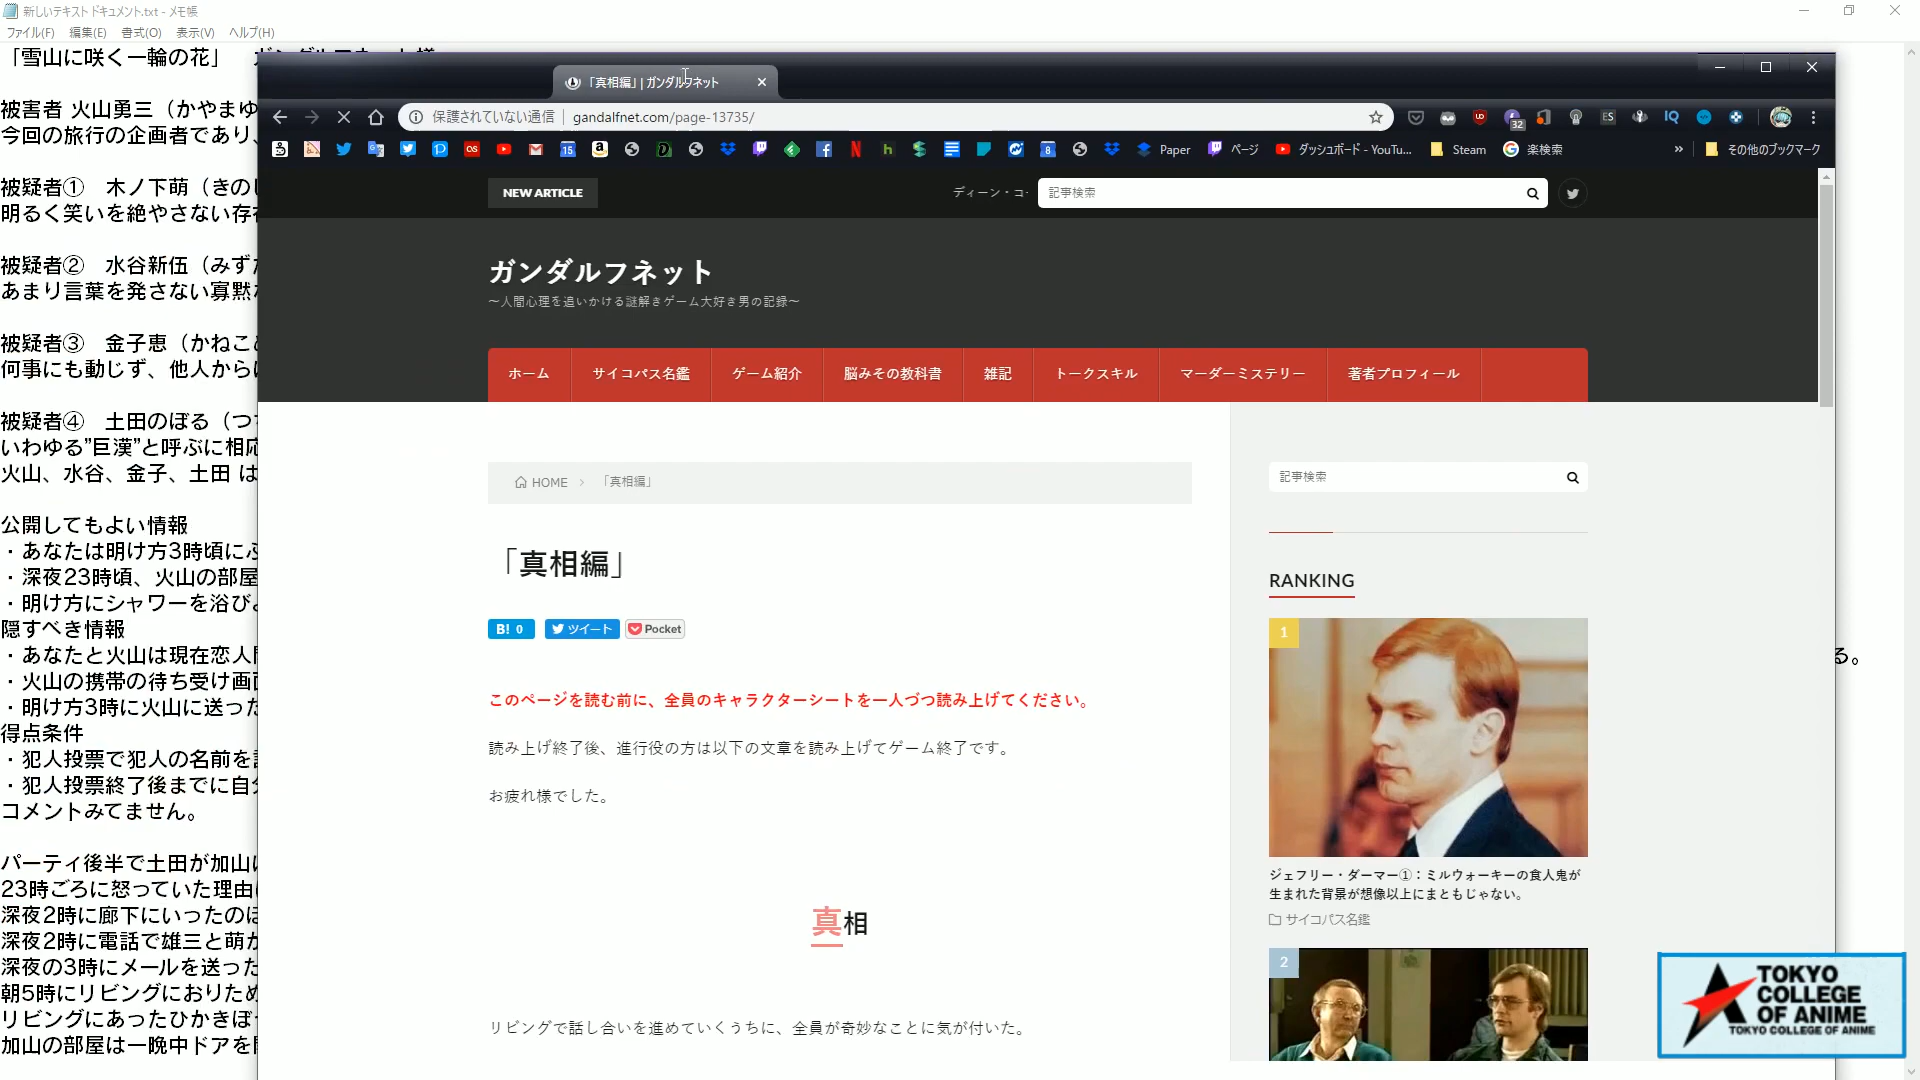 新しいテキスト ドキュメント.txt - メモ帳
ファイル(F) 編集(E) 書式(O) 表示(V) ヘルプ(H)
「雪山に咲く一輪の花」
被害者 火山勇三（かやまゆ
今回の旅行の企画者であり、
被疑者① 木ノ下萌（きのし
明るく笑いを絶やさない存在
被疑者② 水谷新伍（みずた
あまり言葉を発さない寡黙な
被疑者③ 金子恵（かねこめ
何事にも動じず、他人からは
被疑者④ 土田のぼる（つち
いわゆる”巨漢”と呼ぶに相応
火山、水谷、金子、土田 は
公開してもよい情報
・あなたは明け方3時頃にふ
・深夜23時頃、火山の部屋
・明け方にシャワーを浴びよ
隠すべき情報
・あなたと火山は現在恋人間
る。
・火山の携帯の待ち受け画面
・明け方3時に火山に送った
得点条件
・犯人投票で犯人の名前を
・犯人投票終了後までに自分
コメントみてません。
パーティ後半で土田が加山に
23時ごろに怒っていた理由は
深夜2時に廊下にいったのは
深夜2時に電話で雄三と萌が
深夜の3時にメールを送った
朝5時にリビングにおりため
リビングにあったひかきぼう
加山の部屋は一晩中ドアを開
「真相編」 | ガンダルフネット
保護されていない通信 gandalfnet.com/page-13735/
Paper ページ ダッシュボード - YouTu... Steam 楽検索 » その他のブックマーク
NEW ARTICLE ディーン・コ 記事検索
ガンダルフネット
～人間心理を追いかける謎解きゲーム大好き男の記録～
ホーム サイコパス名鑑 ゲーム紹介 脳みその教科書 雑記 トークスキル マーダーミステリー 著者プロフィール
HOME > 「真相編」
「真相編」
B! 0 ツイート Pocket
このページを読む前に、全員のキャラクターシートを一人づつ読み上げてください。
読み上げ終了後、進行役の方は以下の文章を読み上げてゲーム終了です。
お疲れ様でした。
真相
リビングで話し合いを進めていくうちに、全員が奇妙なことに気が付いた。
記事検索
RANKING
1
ジェフリー・ダーマー①：ミルウォーキーの食人鬼が
生まれた背景が想像以上にまともじゃない。
サイコパス名鑑
2
TOKYO
COLLEGE
OF ANIME
TOKYO COLLEGE OF ANIME